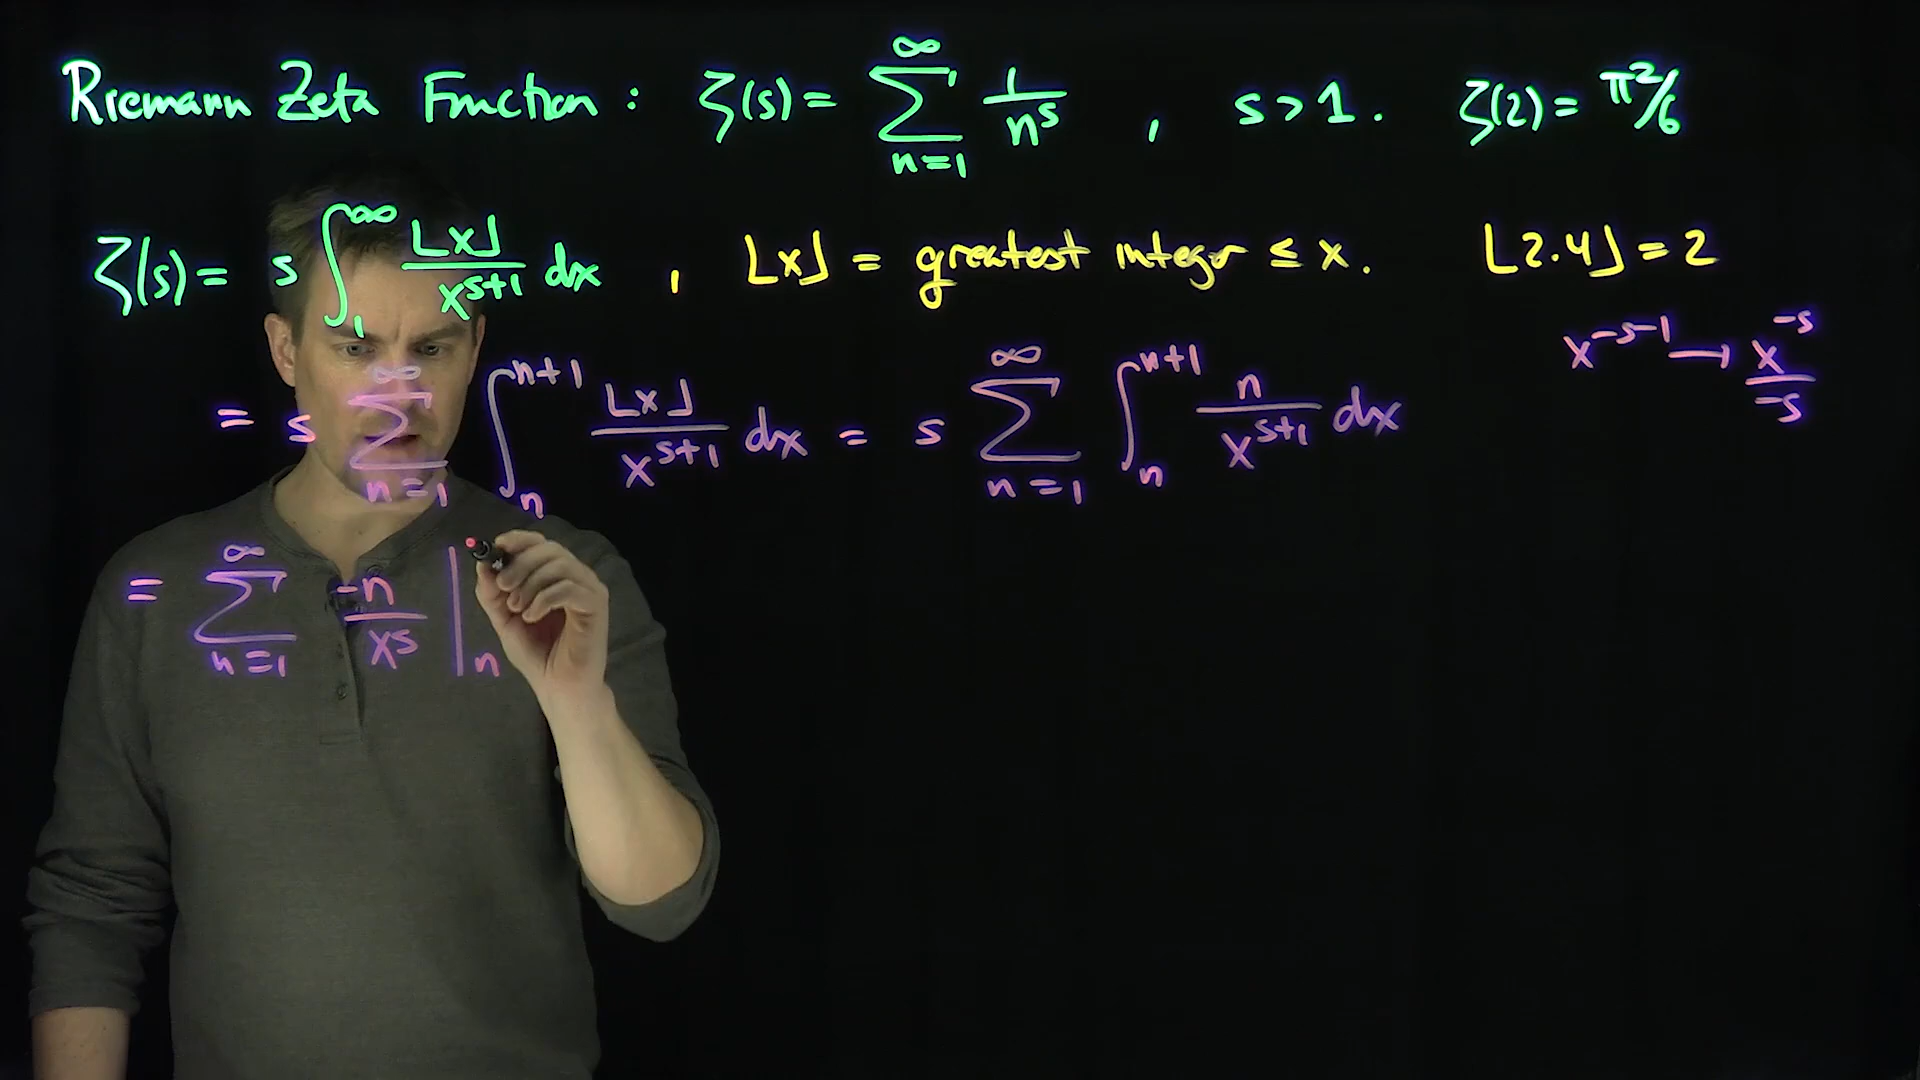 Riemann Zeta Function : ζ(s) = ∑_{n=1}^{∞} 1/n^s , s > 1 . ζ(2) = π²/6
ζ(s) = s ∫_1^∞ ⌊x⌋/x^{s+1} dx , ⌊x⌋ = greatest integer ≤ x . ⌊2.4⌋ = 2
x^{-s-1} → x^{-s}/-s
= s ∑_{n=1}^{∞} ∫_n^{n+1} ⌊x⌋/x^{s+1} dx = s ∑_{n=1}^{∞} ∫_n^{n+1} n/x^{s+1} dx
= ∑_{n=1}^{∞} -n/x^s |_n